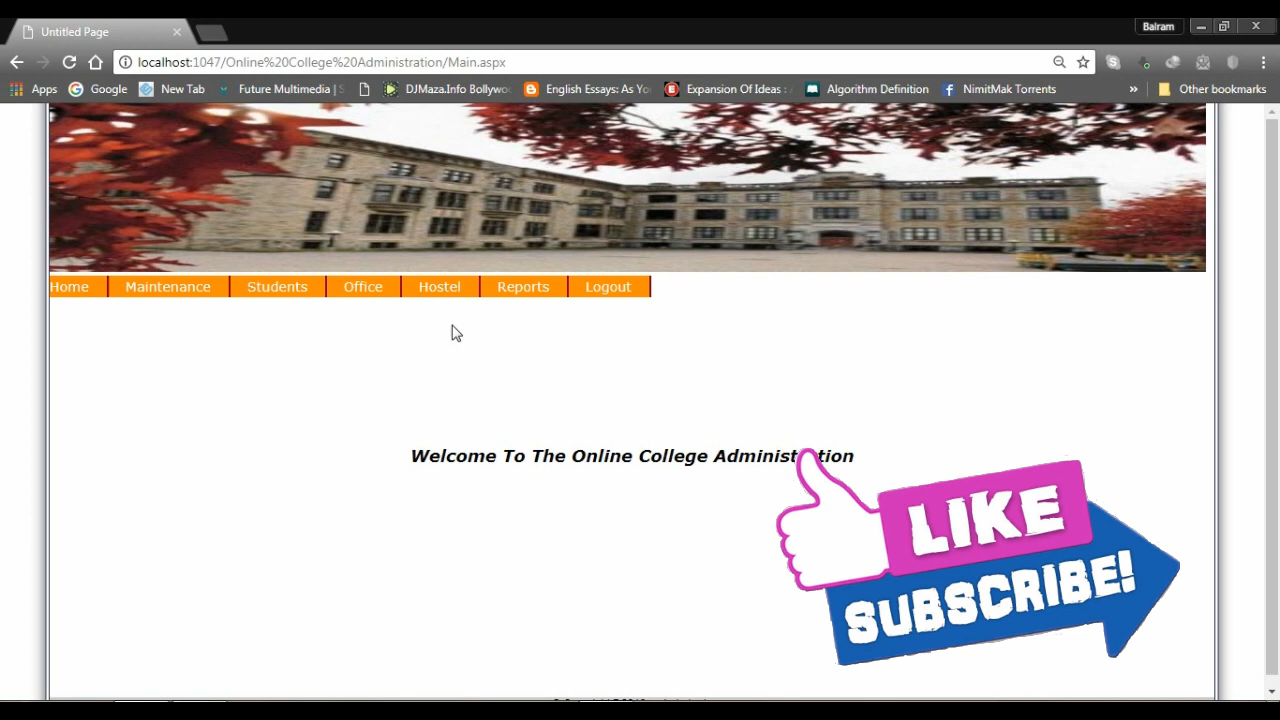 Untitled Page
Balram
localhost:1047/Online%20College%20Administration/Main.aspx
Apps Google New Tab Future Multimedia | DJMaza.Info Bollywo English Essays: As Yo Expansion Of Ideas : Algorithm Definition NimitMak Torrents » Other bookmarks
Home Maintenance Students Office Hostel Reports Logout
Welcome To The Online College Administ tion
LIKE
SUBSCRIBE!